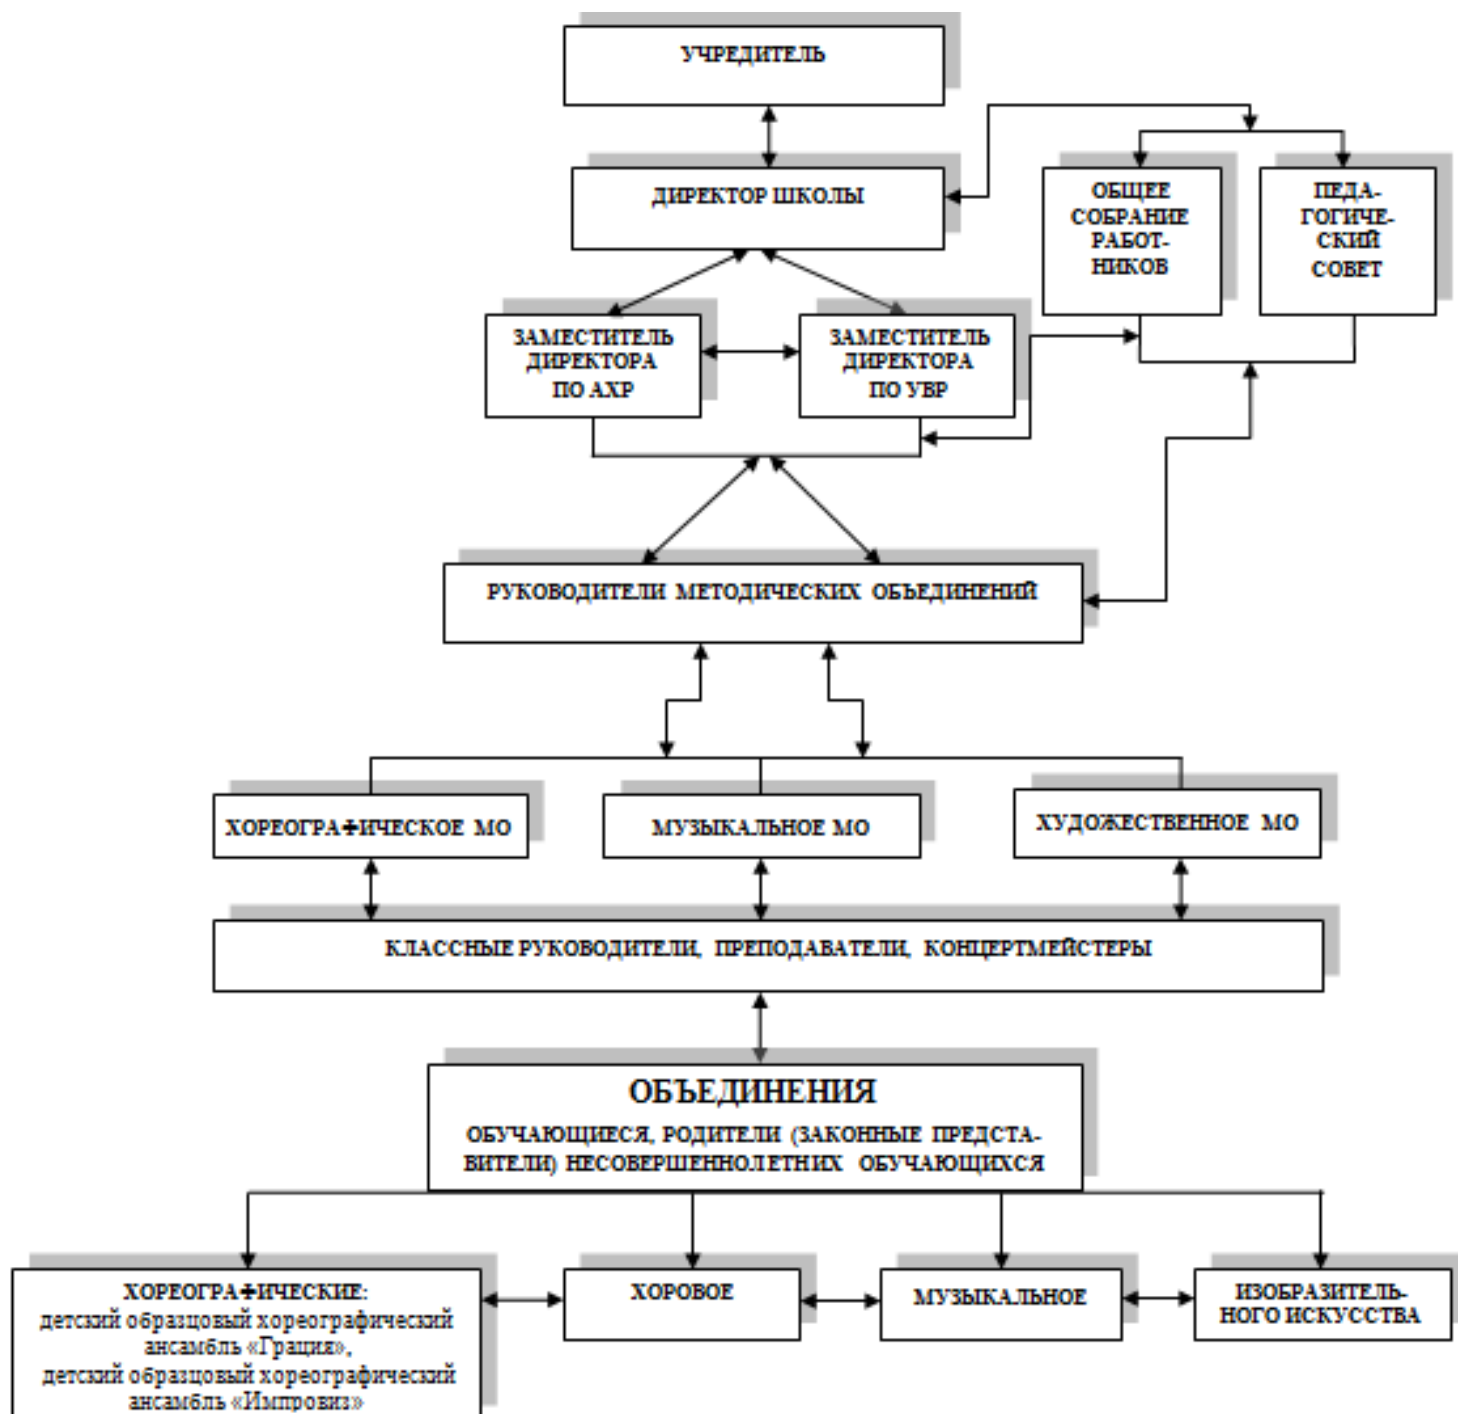 УЧРЕДИТЕЛЬ
ДИРЕКТОР ШКОЛЫ
ОБЩЕЕ
СОБРАНИЕ
РАБОТ-
НИКОВ
ПЕДА-
ГОГИЧЕ-
СКИЙ
СОВЕТ
ЗАМЕСТИТЕЛЬ
ДИРЕКТОРА
ПО АХР
ЗАМЕСТИТЕЛЬ
ДИРЕКТОРА
ПО УВР
РУКОВОДИТЕЛИ МЕТОДИЧЕСКИХ ОБЪЕДИНЕНИЙ
ХОРЕОГРАФИЧЕСКОЕ МО
МУЗЫКАЛЬНОЕ МО
ХУДОЖЕСТВЕННОЕ МО
КЛАССНЫЕ РУКОВОДИТЕЛИ, ПРЕПОДАВАТЕЛИ, КОНЦЕРТМЕЙСТЕРЫ
ОБЪЕДИНЕНИЯ
ОБУЧАЮЩИЕСЯ, РОДИТЕЛИ (ЗАКОННЫЕ ПРЕДСТА-
ВИТЕЛИ) НЕСОВЕРШЕННОЛЕТНИХ ОБУЧАЮЩИХСЯ
ХОРЕОГРАФИЧЕСКИЕ:
детский образцовый хореографический
ансамбль «Грация»,
детский образцовый хореографический
ансамбль «Импровиз»
ХОРОВОЕ
МУЗЫКАЛЬНОЕ
ИЗОБРАЗИТЕЛЬ-
НОГО ИСКУССТВА